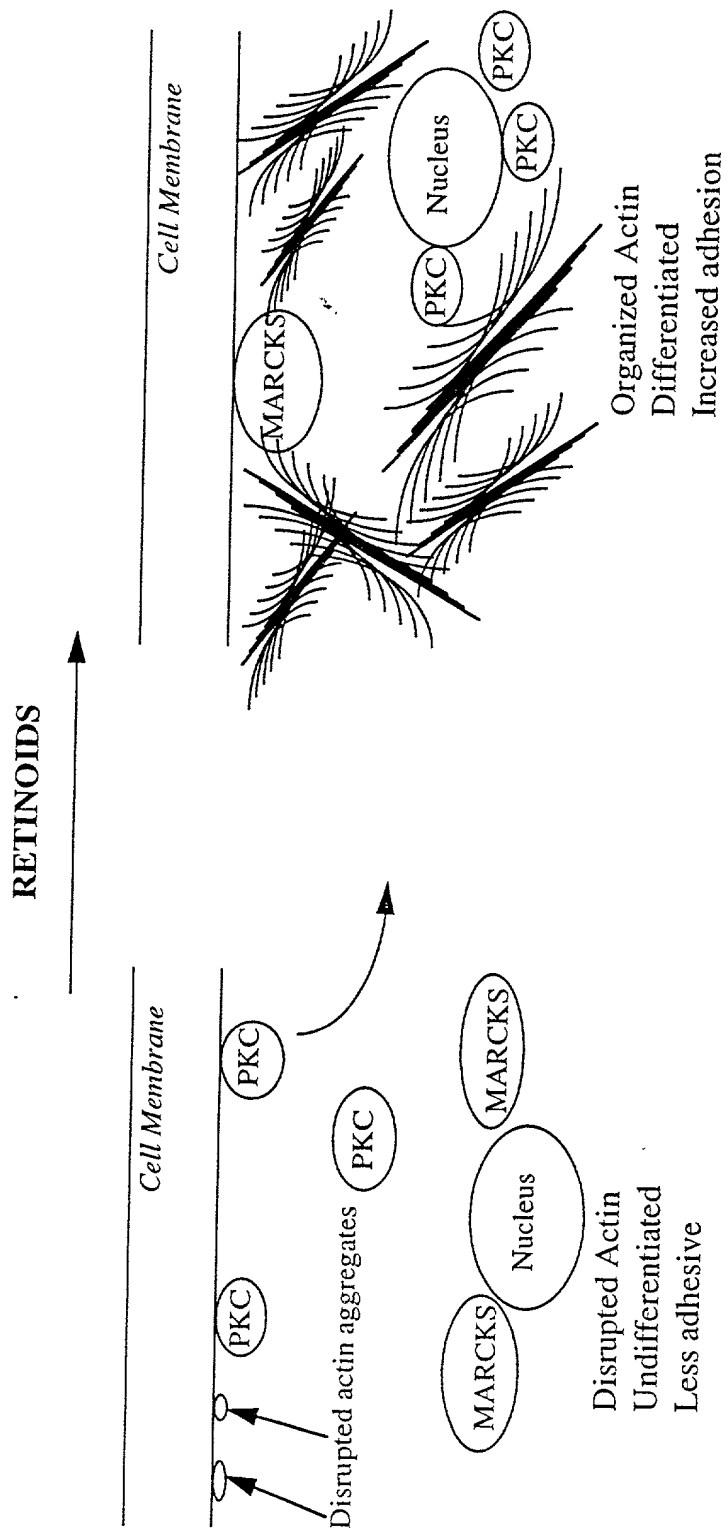 RETINOIDS
Cell Membrane
PKC
PKC
Disrupted actin aggregates
PKC
MARCKS
Nucleus
MARCKS
Disrupted Actin
Undifferentiated
Less adhesive
Cell Membrane
MARCKS
PKC
Nucleus
PKC
PKC
Organized Actin
Differentiated
Increased adhesion